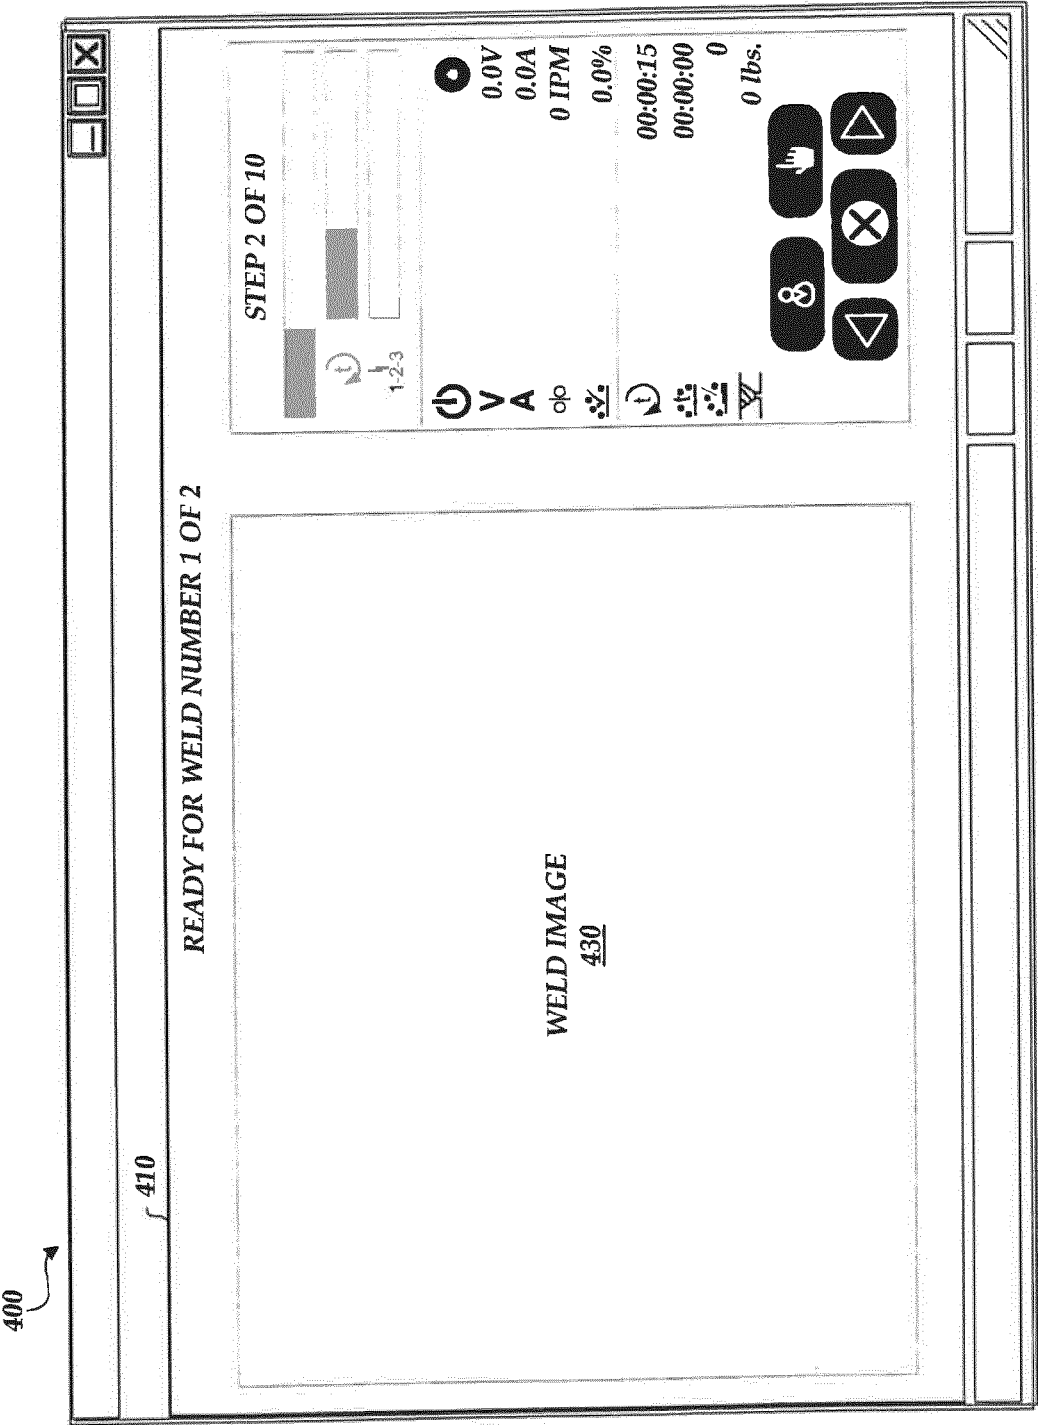 400
410
READY FOR WELD NUMBER 1 OF 2
WELD IMAGE
430
STEP 2 OF 10
t
1-2-3
V 0.0V
A 0.0A
0 IPM
0.0%
t 00:00:15
t 00:00:00
0
0 lbs.